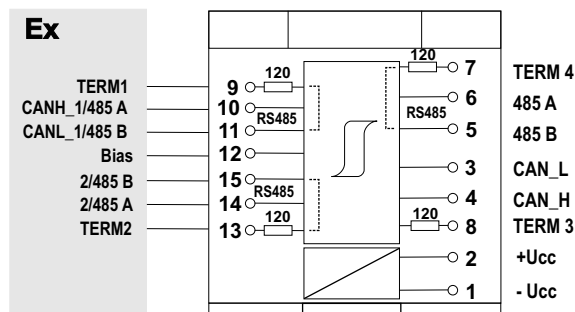 Ex
120 7 TERM 4
TERM1 9 120
CANH_1/485 A 10 6 485 A
RS485 RS485
CANL_1/485 B 11 5 485 B
Bias 12
3 CAN_L
2/485 B 15
RS485
2/485 A 14 4 CAN_H
120 120
TERM2 13 8 TERM 3
2 +Ucc
1 - Ucc